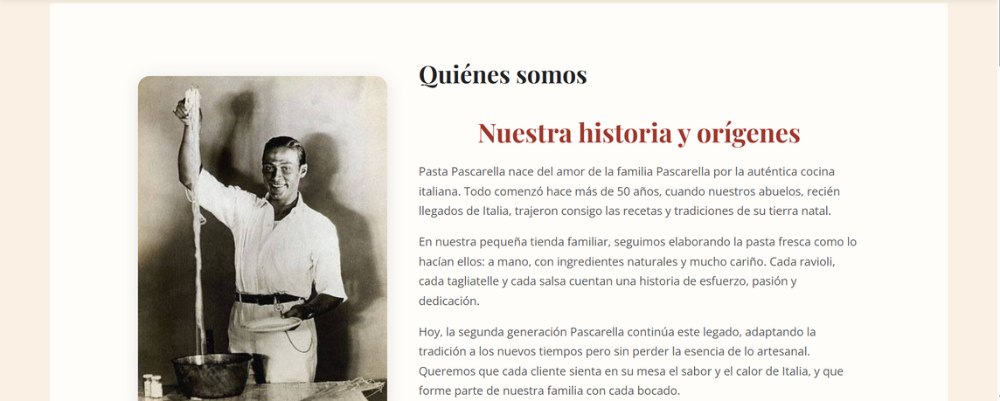 Quiénes somos
Nuestra historia y orígenes
Pasta Pascarella nace del amor de la familia Pascarella por la auténtica cocina
italiana. Todo comenzó hace más de 50 años, cuando nuestros abuelos, recién
llegados de Italia, trajeron consigo las recetas y tradiciones de su tierra natal.
En nuestra pequeña tienda familiar, seguimos elaborando la pasta fresca como lo
hacían ellos: a mano, con ingredientes naturales y mucho cariño. Cada ravioli,
cada tagliatelle y cada salsa cuentan una historia de esfuerzo, pasión y
dedicación.
Hoy, la segunda generación Pascarella continúa este legado, adaptando la
tradición a los nuevos tiempos pero sin perder la esencia de lo artesanal.
Queremos que cada cliente sienta en su mesa el sabor y el calor de Italia, y que
forme parte de nuestra familia con cada bocado.